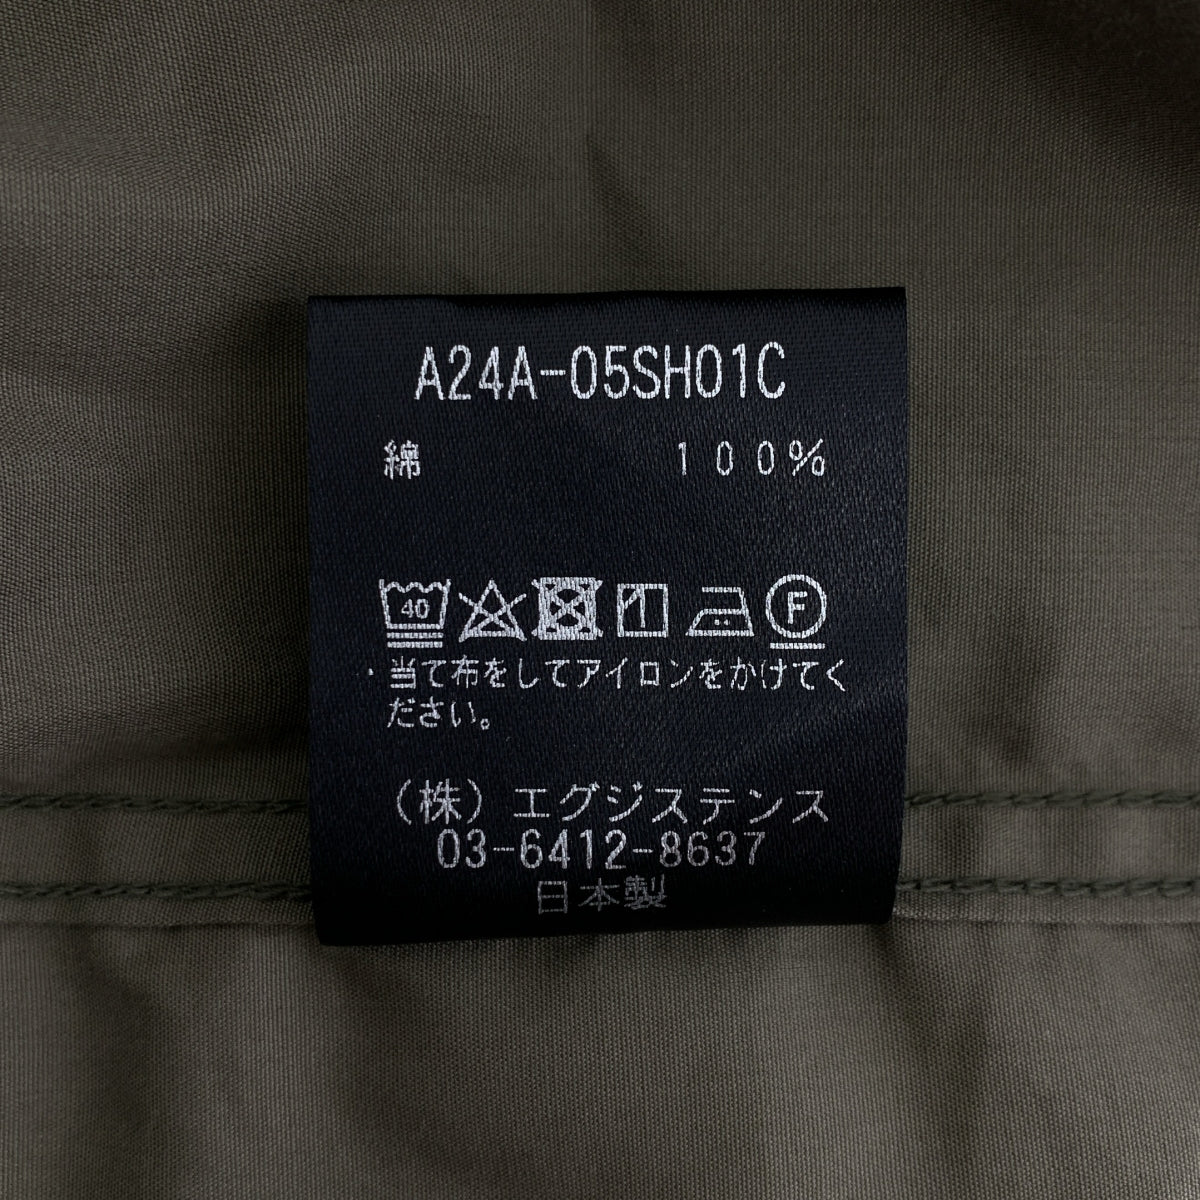 A24A-05SH01C
綿 100%
40 F
・当て布をしてアイロンをかけてく
ださい。
(株) エグジステンス
03-6412-8637
日本製